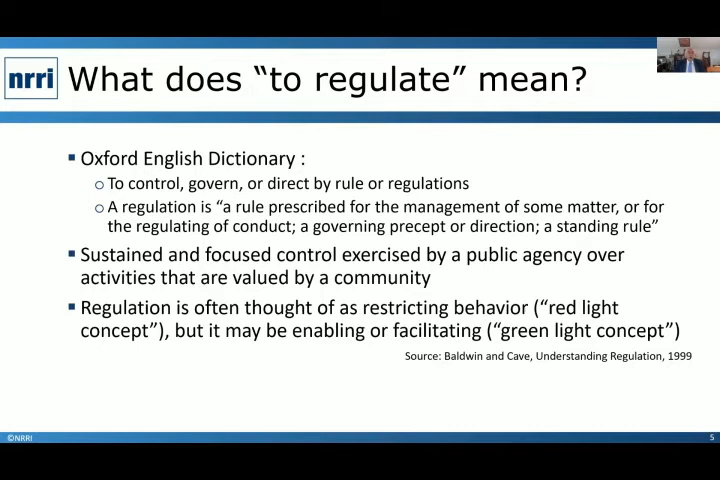 nrri What does “to regulate” mean?
▪ Oxford English Dictionary :
○ To control, govern, or direct by rule or regulations
○ A regulation is “a rule prescribed for the management of some matter, or for
the regulating of conduct; a governing precept or direction; a standing rule”
▪ Sustained and focused control exercised by a public agency over
activities that are valued by a community
▪ Regulation is often thought of as restricting behavior (“red light
concept”), but it may be enabling or facilitating (“green light concept”)
Source: Baldwin and Cave, Understanding Regulation, 1999
©NRRI 5